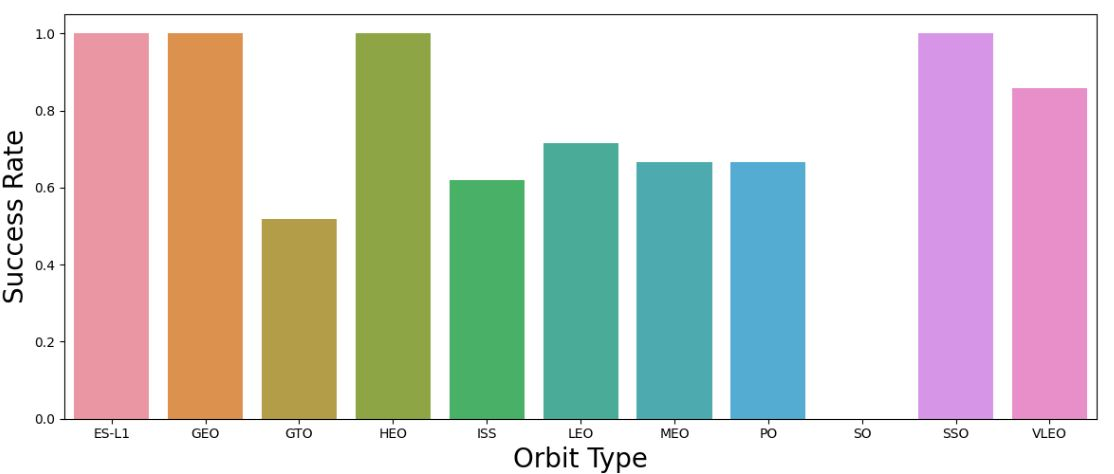 Success Rate
1.0
0.8
0.6
0.4
0.2
0.0
ES-L1 GEO GTO HEO ISS LEO MEO PO SO SSO VLEO
Orbit Type